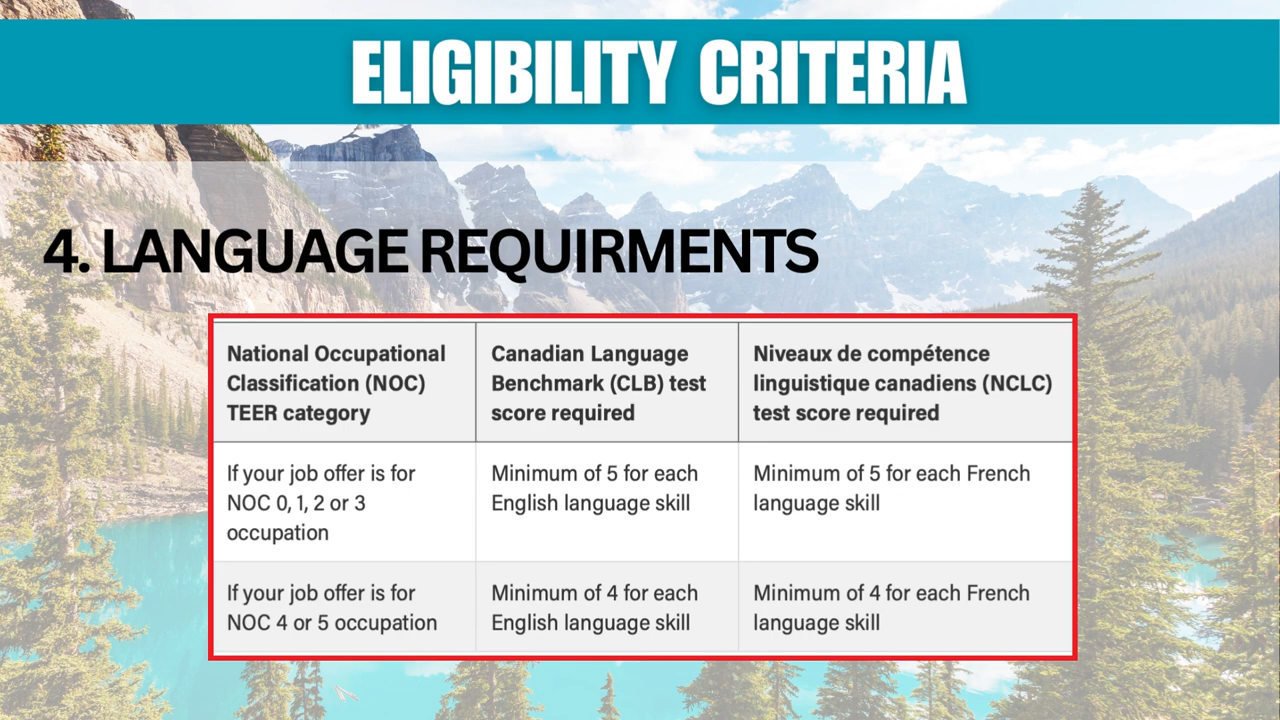 ELIGIBILITY CRITERIA
4. LANGUAGE REQUIRMENTS
National Occupational
Classification (NOC)
TEER category
Canadian Language
Benchmark (CLB) test
score required
Niveaux de compétence
linguistique canadiens (NCLC)
test score required
If your job offer is for
NOC 0, 1, 2 or 3
occupation
Minimum of 5 for each
English language skill
Minimum of 5 for each French
language skill
If your job offer is for
NOC 4 or 5 occupation
Minimum of 4 for each
English language skill
Minimum of 4 for each French
language skill